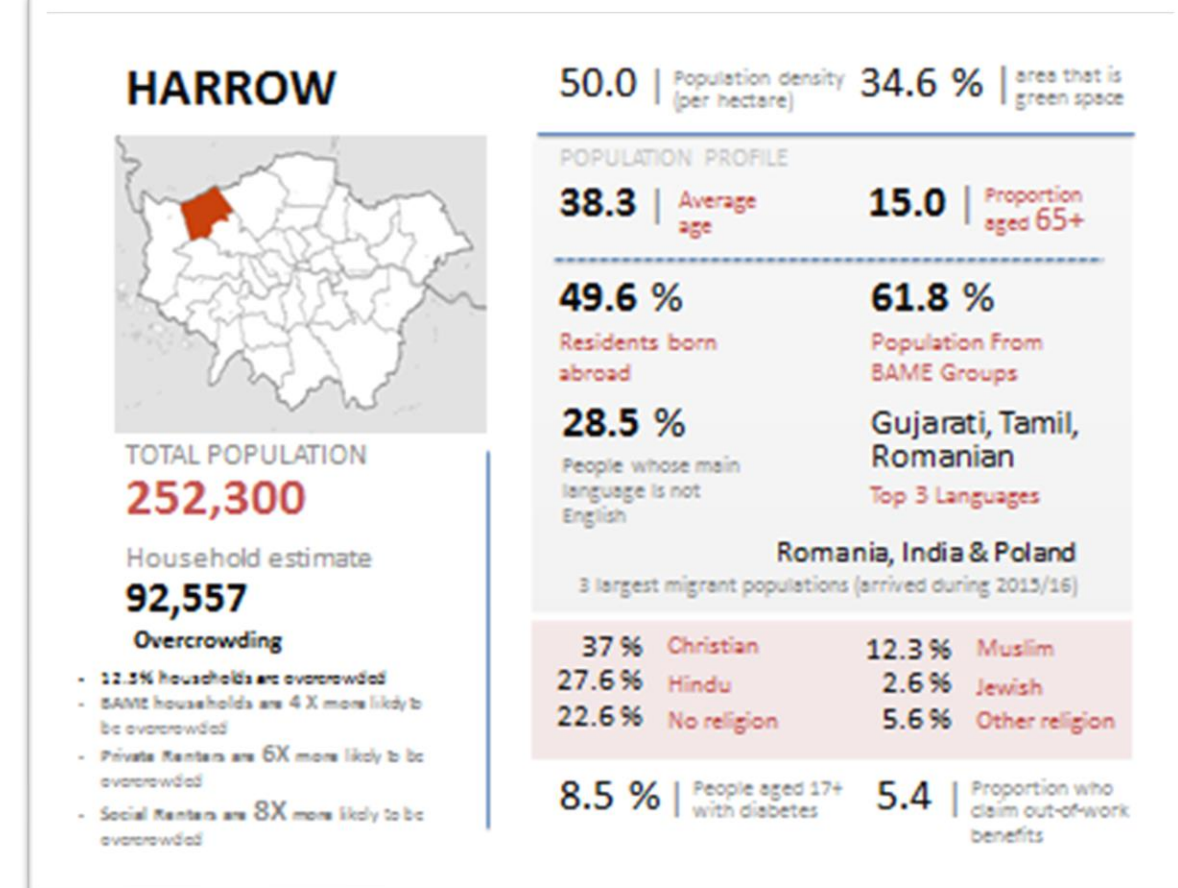 HARROW
TOTAL POPULATION
252,300
Household estimate
92,557
Overcrowding
- 12.5% households are overcrowded
- BAME households are 4 X more likely to
be overcrowded
- Private Renters are 6X more likely to be
overcrowded
- Social Renters are 8X more likely to be
overcrowded
50.0 | Population density
(per hectare)
34.6 % | area that is
green space
POPULATION PROFILE
38.3 | Average
age
15.0 | Proportion
aged 65+
49.6 %
Residents born
abroad
61.8 %
Population From
BAME Groups
28.5 %
People whose main
language is not
English
Gujarati, Tamil,
Romanian
Top 3 Languages
Romania, India & Poland
3 largest migrant populations (arrived during 2015/16)
37 % Christian
27.6 % Hindu
22.6 % No religion
12.3 % Muslim
2.6 % Jewish
5.6 % Other religion
8.5 % | People aged 17+
with diabetes
5.4 | Proportion who
claim out-of-work
benefits